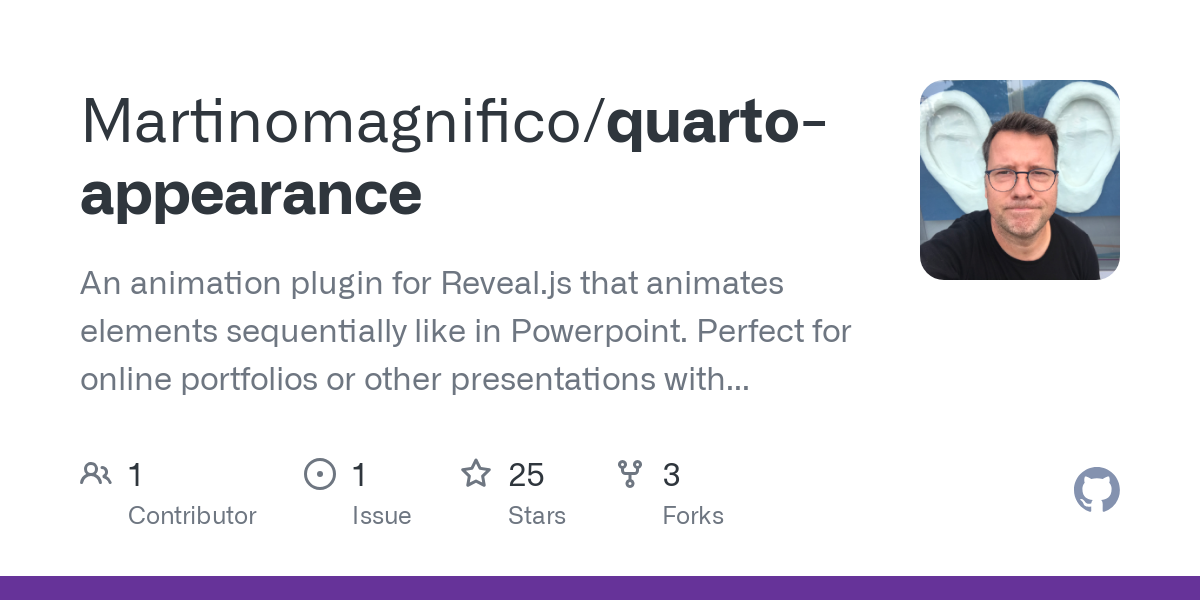 Martinomagnifico/quarto-
appearance
An animation plugin for Reveal.js that animates
elements sequentially like in Powerpoint. Perfect for
online portfolios or other presentations with...
1
Contributor
1
Issue
25
Stars
3
Forks